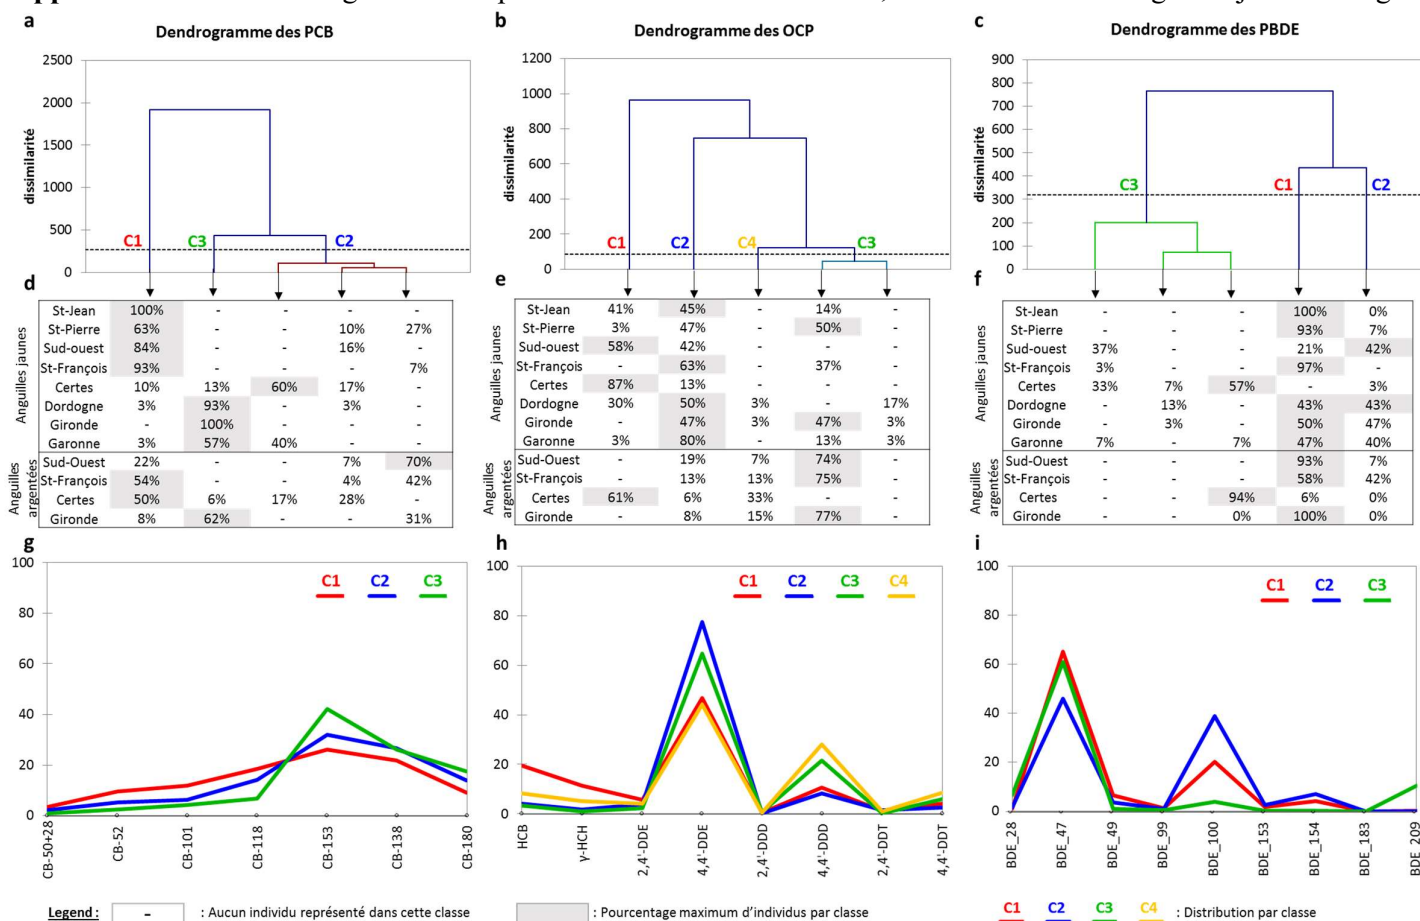 a
Dendrogramme des PCB
2500
2000
1500
1000
500
0
dissimilarité
C1 C3 C2
b
Dendrogramme des OCP
1200
1000
800
600
400
200
0
dissimilarité
C1 C2 C4 C3
c
Dendrogramme des PBDE
900
800
700
600
500
400
300
200
100
0
dissimilarité
C3 C1 C2
d
Anguilles jaunes
St-Jean 100% - - - -
St-Pierre 63% - - 10% 27%
Sud-ouest 84% - - 16% -
St-François 93% - - - 7%
Certes 10% 13% 60% 17% -
Dordogne 3% 93% - 3% -
Gironde - 100% - - -
Garonne 3% 57% 40% - -
Anguilles argentées
Sud-Ouest 22% - - 7% 70%
St-François 54% - - 4% 42%
Certes 50% 6% 17% 28% -
Gironde 8% 62% - - 31%
e
Anguilles jaunes
St-Jean 41% 45% - 14% -
St-Pierre 3% 47% - 50% -
Sud-ouest 58% 42% - - -
St-François - 63% - 37% -
Certes 87% 13% - - -
Dordogne 30% 50% 3% - 17%
Gironde - 47% 3% 47% 3%
Garonne 3% 80% - 13% 3%
Anguilles argentées
Sud-Ouest - 19% 7% 74% -
St-François - 13% 13% 75% -
Certes 61% 6% 33% - -
Gironde - 8% 15% 77% -
f
Anguilles jaunes
St-Jean - - - 100% 0%
St-Pierre - - - 93% 7%
Sud-ouest 37% - - 21% 42%
St-François 3% - - 97% -
Certes 33% 7% 57% - 3%
Dordogne - 13% - 43% 43%
Gironde - 3% - 50% 47%
Garonne 7% - 7% 47% 40%
Anguilles argentées
Sud-Ouest - - - 93% 7%
St-François - - - 58% 42%
Certes - - 94% 6% 0%
Gironde - - 0% 100% 0%
g
100
80
60
40
20
0
C1 C2 C3
CB-50+28
CB-52
CB-101
CB-118
CB-153
CB-138
CB-180
h
100
80
60
40
20
0
C1 C2 C3 C4
HCB
γ-HCH
2,4'-DDE
4,4'-DDE
2,4'-DDD
4,4'-DDD
2,4'-DDT
4,4'-DDT
i
100
80
60
40
20
0
C1 C2 C3
BDE_28
BDE_47
BDE_49
BDE_99
BDE_100
BDE_153
BDE_154
BDE_183
BDE_209
Legend : - : Aucun individu représenté dans cette classe : Pourcentage maximum d'individus par classe C1 C2 C3 C4 : Distribution par classe